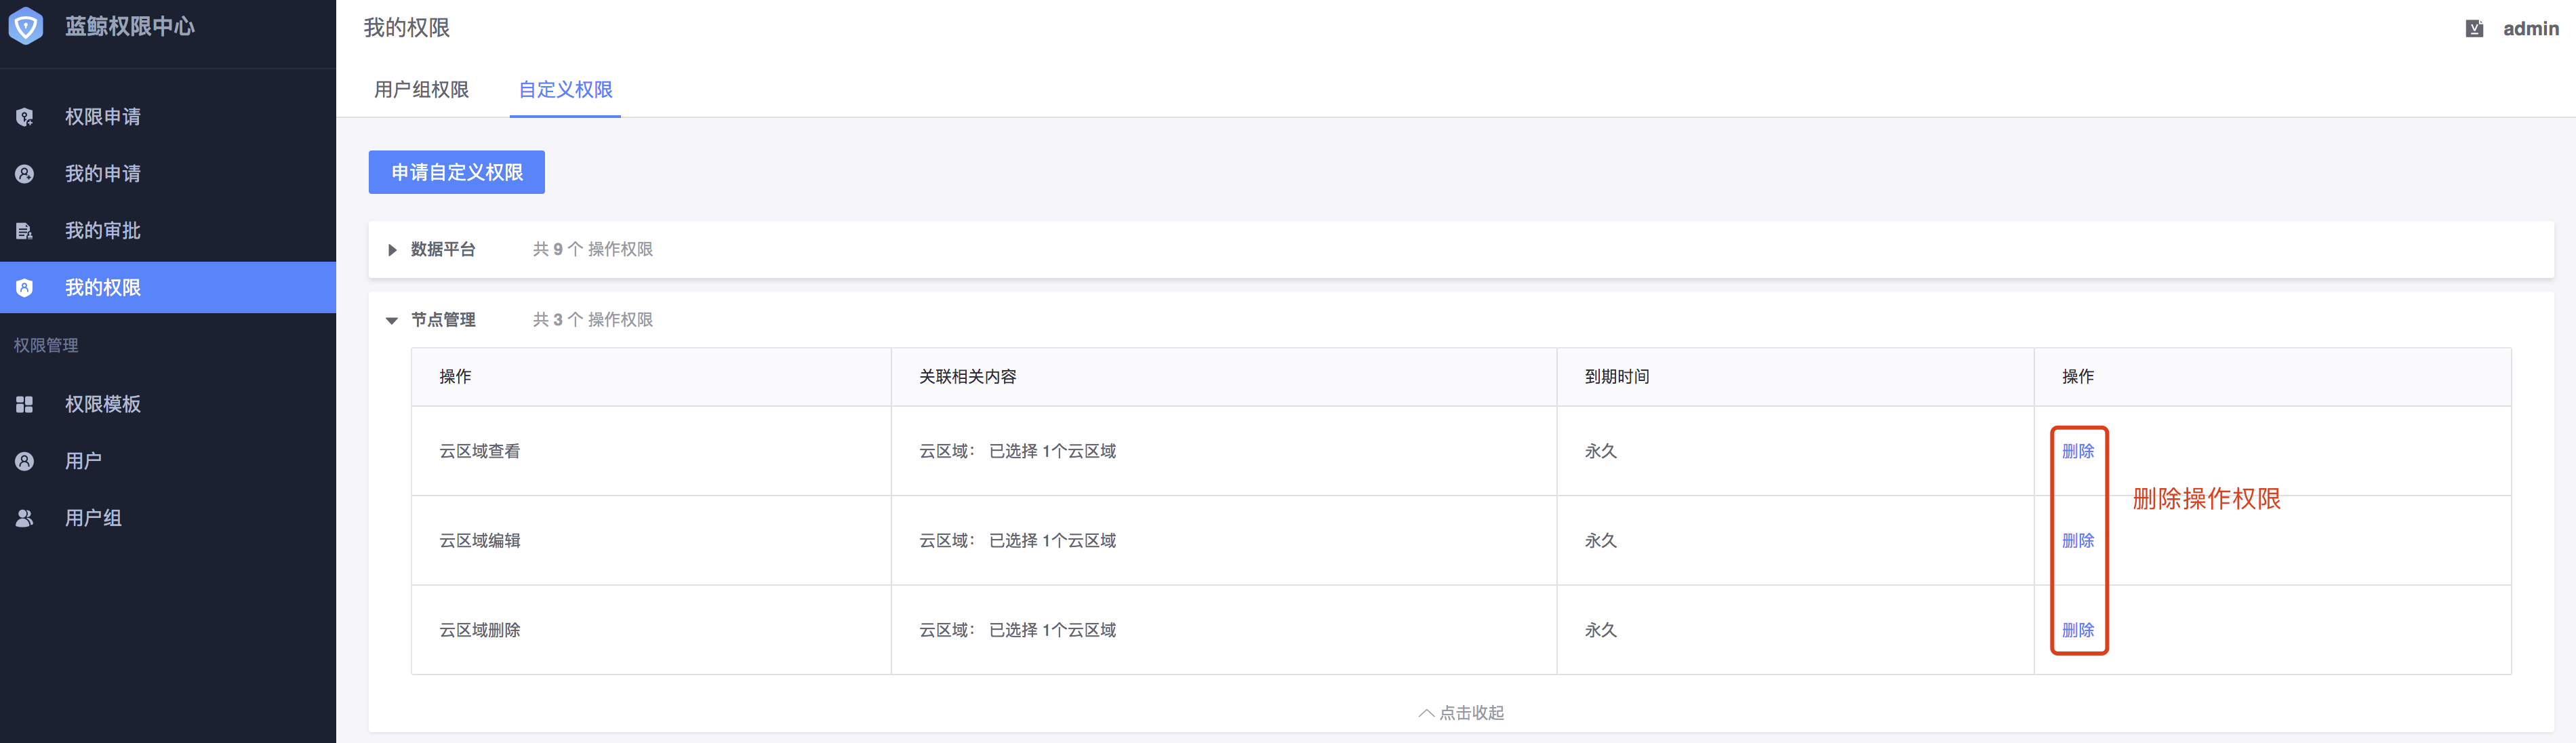 蓝鲸权限中心
我的权限
admin
用户组权限
自定义权限
权限申请
我的申请
我的审批
我的权限
权限管理
权限模板
用户
用户组
申请自定义权限
数据平台 共 9 个 操作权限
节点管理 共 3 个 操作权限
操作 关联相关内容 到期时间 操作
云区域查看 云区域： 已选择 1个云区域 永久 删除
删除操作权限
云区域编辑 云区域： 已选择 1个云区域 永久 删除
云区域删除 云区域： 已选择 1个云区域 永久 删除
点击收起